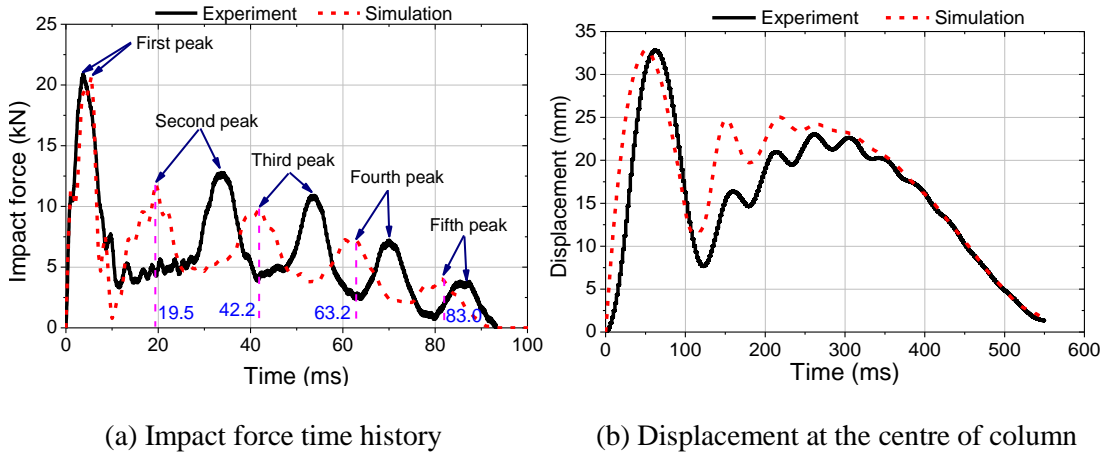 Experiment Simulation
Impact force (kN)
25
20
15
10
5
0
First peak
Second peak
Third peak
Fourth peak
Fifth peak
19.5 42.2 63.2 83.0
0 20 40 60 80 100
Time (ms)
(a) Impact force time history
Experiment Simulation
Displacement (mm)
35
30
25
20
15
10
5
0
0 100 200 300 400 500 600
Time (ms)
(b) Displacement at the centre of column